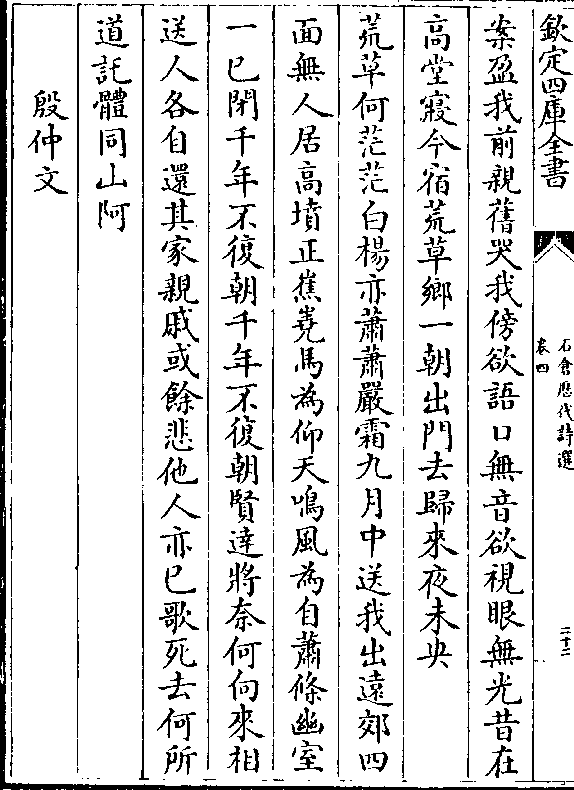 欽定四庫全書
石倉歷代詩選
卷四
二十二
案盈我前親舊哭我傍欲語口無音欲視眼無光昔在
高堂寢今宿荒草鄉一朝出門去歸來夜未央
荒草何茫茫白楊亦蕭蕭嚴霜九月中送我出遠郊四
面無人居高墳正蕉嶤馬為仰天鳴風為自蕭條幽室
一已閉千年不復朝千年不復朝賢達將奈何向來相
送人各自還其家親戚或餘悲他人亦已歌死去何所
道託體同山阿
殷仲文